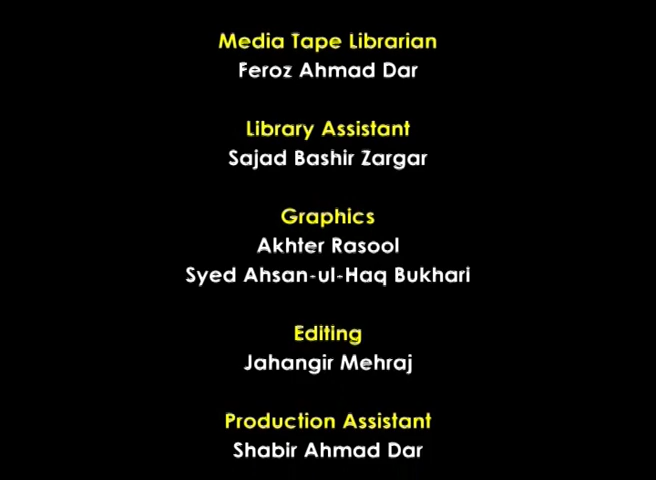 Media Tape Librarian
Feroz Ahmad Dar
Library Assistant
Sajad Bashir Zargar
Graphics
Akhter Rasool
Syed Ahsan-ul-Haq Bukhari
Editing
Jahangir Mehraj
Production Assistant
Shabir Ahmad Dar